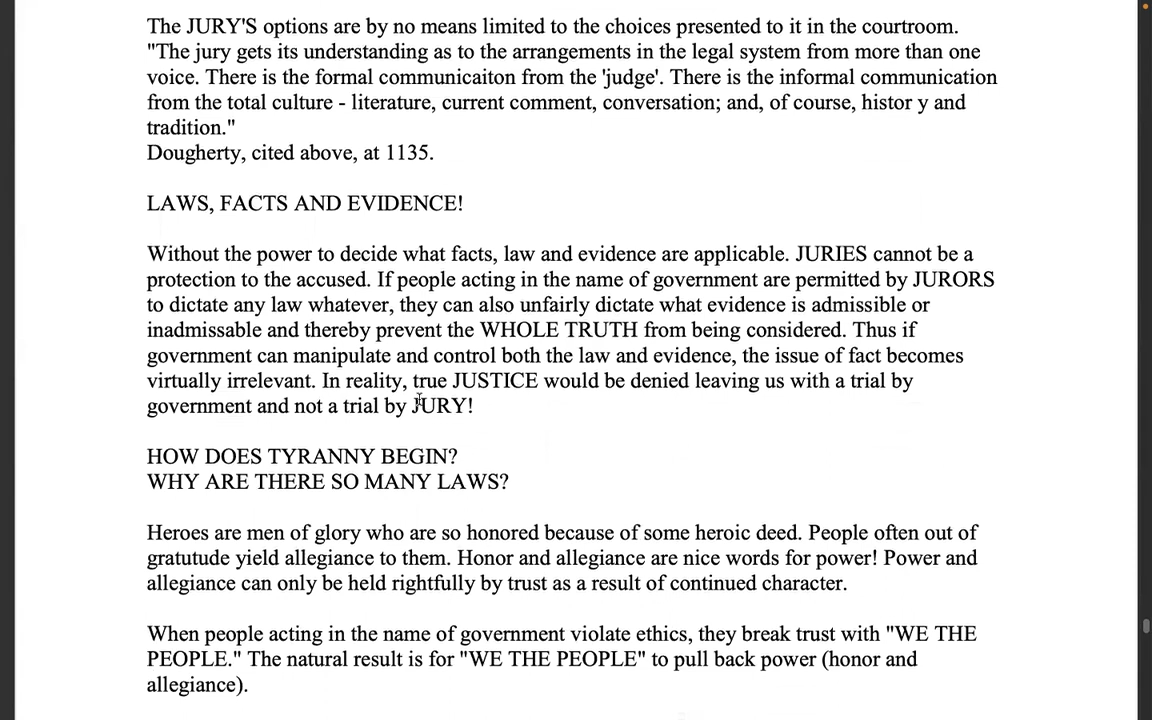 The JURY'S options are by no means limited to the choices presented to it in the courtroom.
"The jury gets its understanding as to the arrangements in the legal system from more than one
voice. There is the formal communicaiton from the 'judge'. There is the informal communication
from the total culture - literature, current comment, conversation; and, of course, histor y and
tradition."
Dougherty, cited above, at 1135.
LAWS, FACTS AND EVIDENCE!
Without the power to decide what facts, law and evidence are applicable. JURIES cannot be a
protection to the accused. If people acting in the name of government are permitted by JURORS
to dictate any law whatever, they can also unfairly dictate what evidence is admissible or
inadmissable and thereby prevent the WHOLE TRUTH from being considered. Thus if
government can manipulate and control both the law and evidence, the issue of fact becomes
virtually irrelevant. In reality, true JUSTICE would be denied leaving us with a trial by
government and not a trial by JURY!
HOW DOES TYRANNY BEGIN?
WHY ARE THERE SO MANY LAWS?
Heroes are men of glory who are so honored because of some heroic deed. People often out of
gratutude yield allegiance to them. Honor and allegiance are nice words for power! Power and
allegiance can only be held rightfully by trust as a result of continued character.
When people acting in the name of government violate ethics, they break trust with "WE THE
PEOPLE." The natural result is for "WE THE PEOPLE" to pull back power (honor and
allegiance).